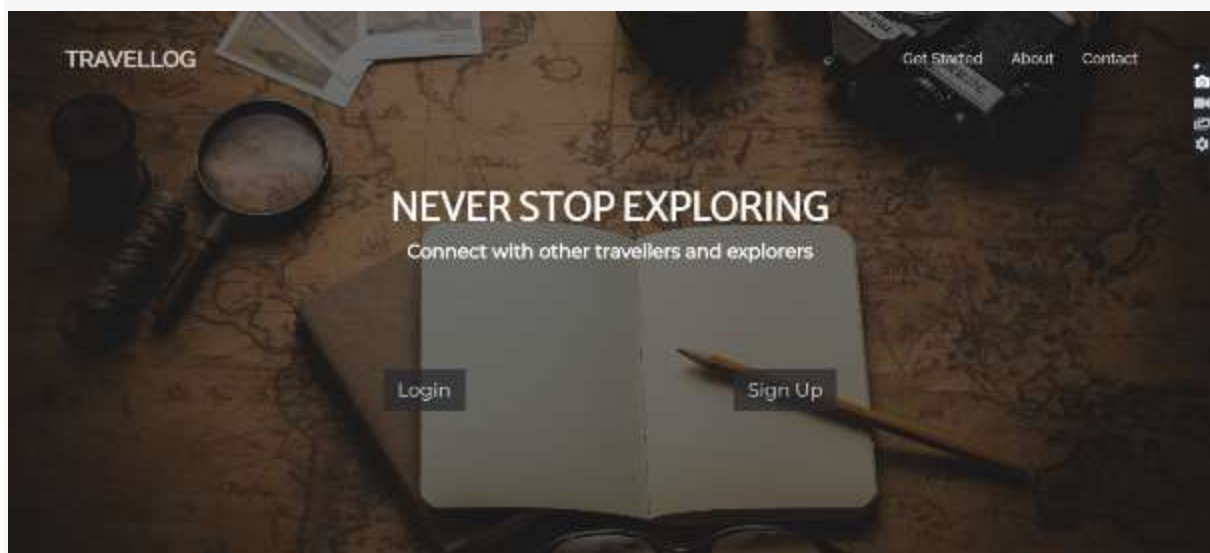 TRAVELLOG
Get Started About Contact
NEVER STOP EXPLORING
Connect with other travellers and explorers
Login
Sign Up